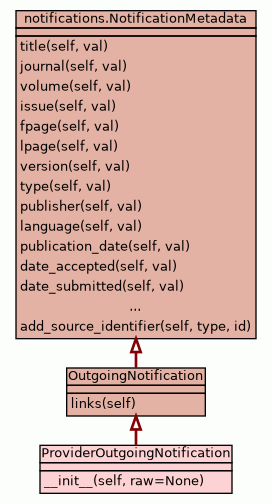 notifications.NotificationMetadata
title(self, val)
journal(self, val)
volume(self, val)
issue(self, val)
fpage(self, val)
lpage(self, val)
version(self, val)
type(self, val)
publisher(self, val)
language(self, val)
publication_date(self, val)
date_accepted(self, val)
date_submitted(self, val)
...
add_source_identifier(self, type, id)
OutgoingNotification
links(self)
ProviderOutgoingNotification
__init__(self, raw=None)